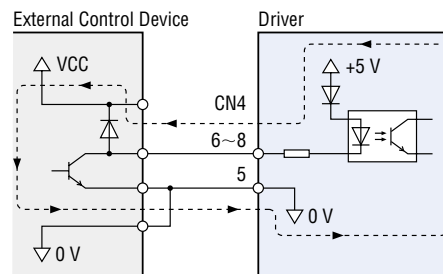 External Control Device
Driver
VCC
+5 V
CN4
6~8
5
0 V
0 V